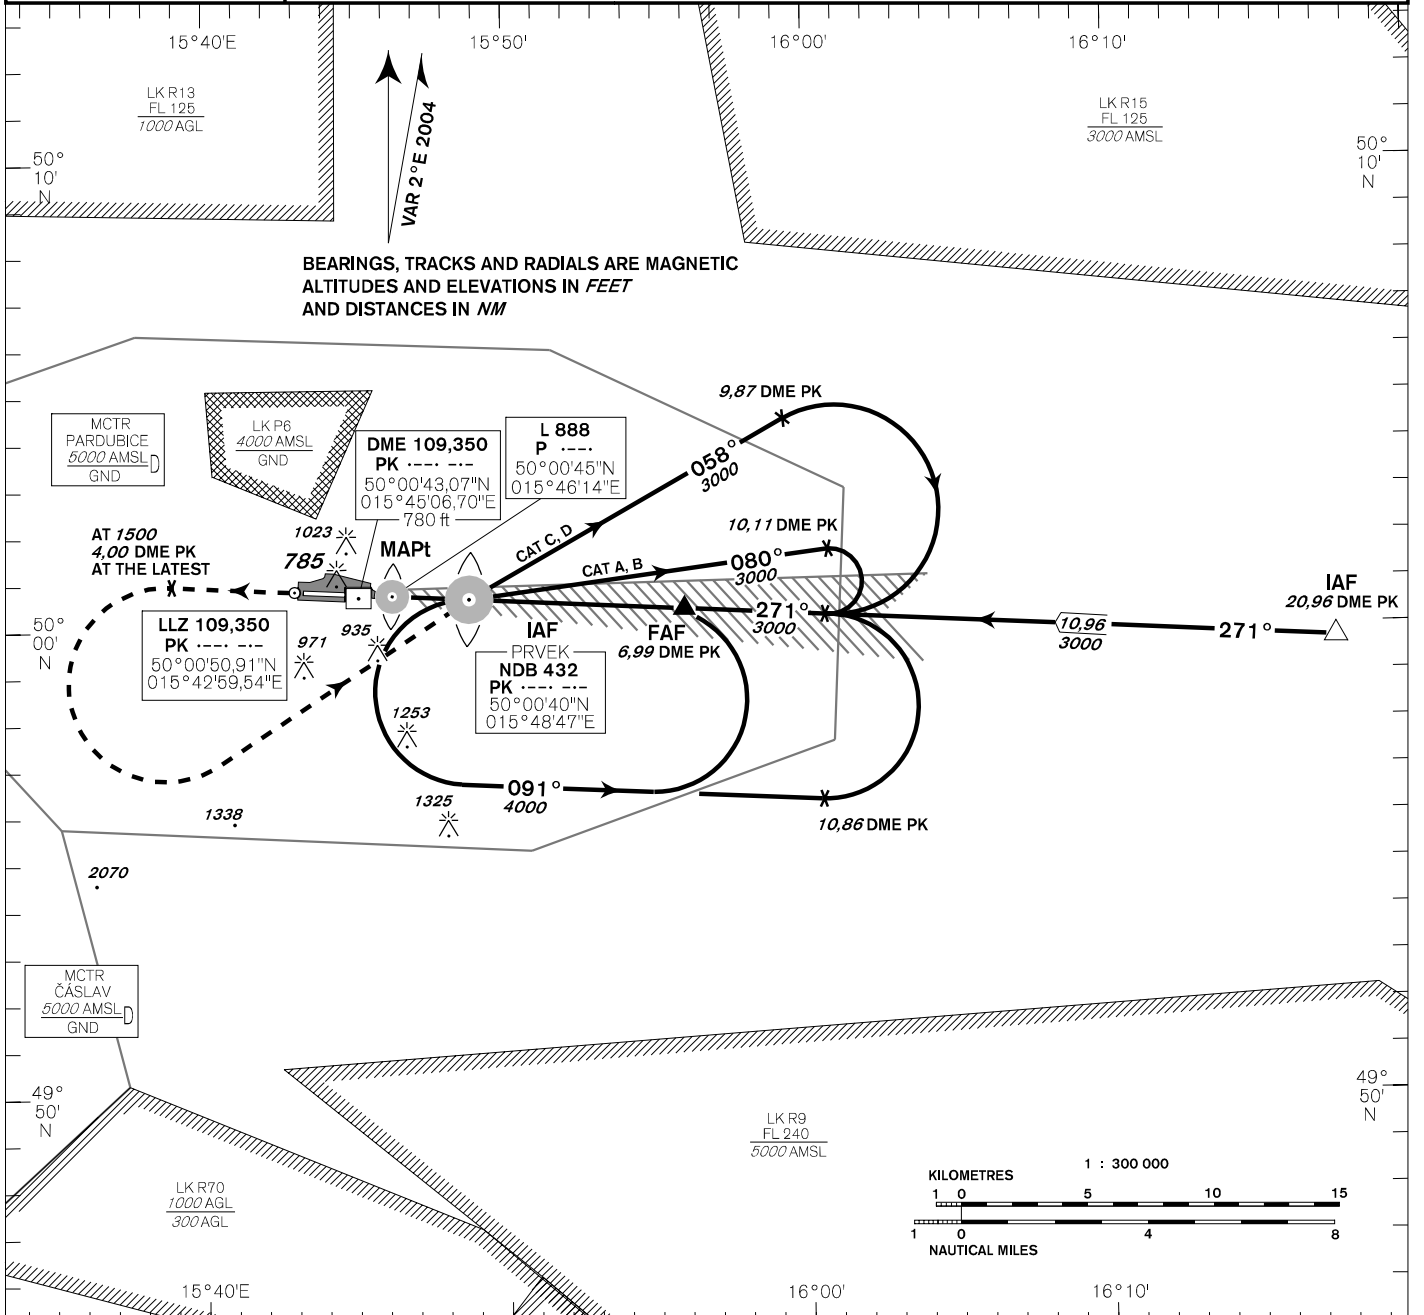 15°40'E
15°50'
16°00'
16°10'
LK R13
FL 125
1000 AGL
LK R15
FL 125
3000 AMSL
50°
10'
N
50°
10'
N
VAR 2°E 2004
BEARINGS, TRACKS AND RADIALS ARE MAGNETIC
ALTITUDES AND ELEVATIONS IN FEET
AND DISTANCES IN NM
9,87 DME PK
MCTR
PARDUBICE
5000 AMSL D
GND
LK P6
4000 AMSL
GND
DME 109,350
PK ·−−· −·−
50°00'43,07"N
015°45'06,70"E
780 ft
L 888
P ·−−·
50°00'45"N
015°46'14"E
058°
3000
10,11 DME PK
AT 1500
4,00 DME PK
AT THE LATEST
1023
785
MAPt
CAT C, D
CAT A, B
080°
3000
IAF
20,96 DME PK
271°
3000
10,96
3000
271°
50°
00'
N
LLZ 109,350
PK ·−−· −·−
50°00'50,91"N
015°42'59,54"E
971
935
IAF
PRVEK
NDB 432
PK ·−−· −·−
50°00'40"N
015°48'47"E
FAF
6,99 DME PK
1253
091°
4000
1325
1338
10,86 DME PK
2070
MCTR
ČÁSLAV
5000 AMSL D
GND
49°
50'
N
49°
50'
N
LK R9
FL 240
5000 AMSL
LK R70
1000 AGL
300 AGL
1 : 300 000
KILOMETRES
1 0 5 10 15
1 0 4 8
NAUTICAL MILES
15°40'E
16°00'
16°10'